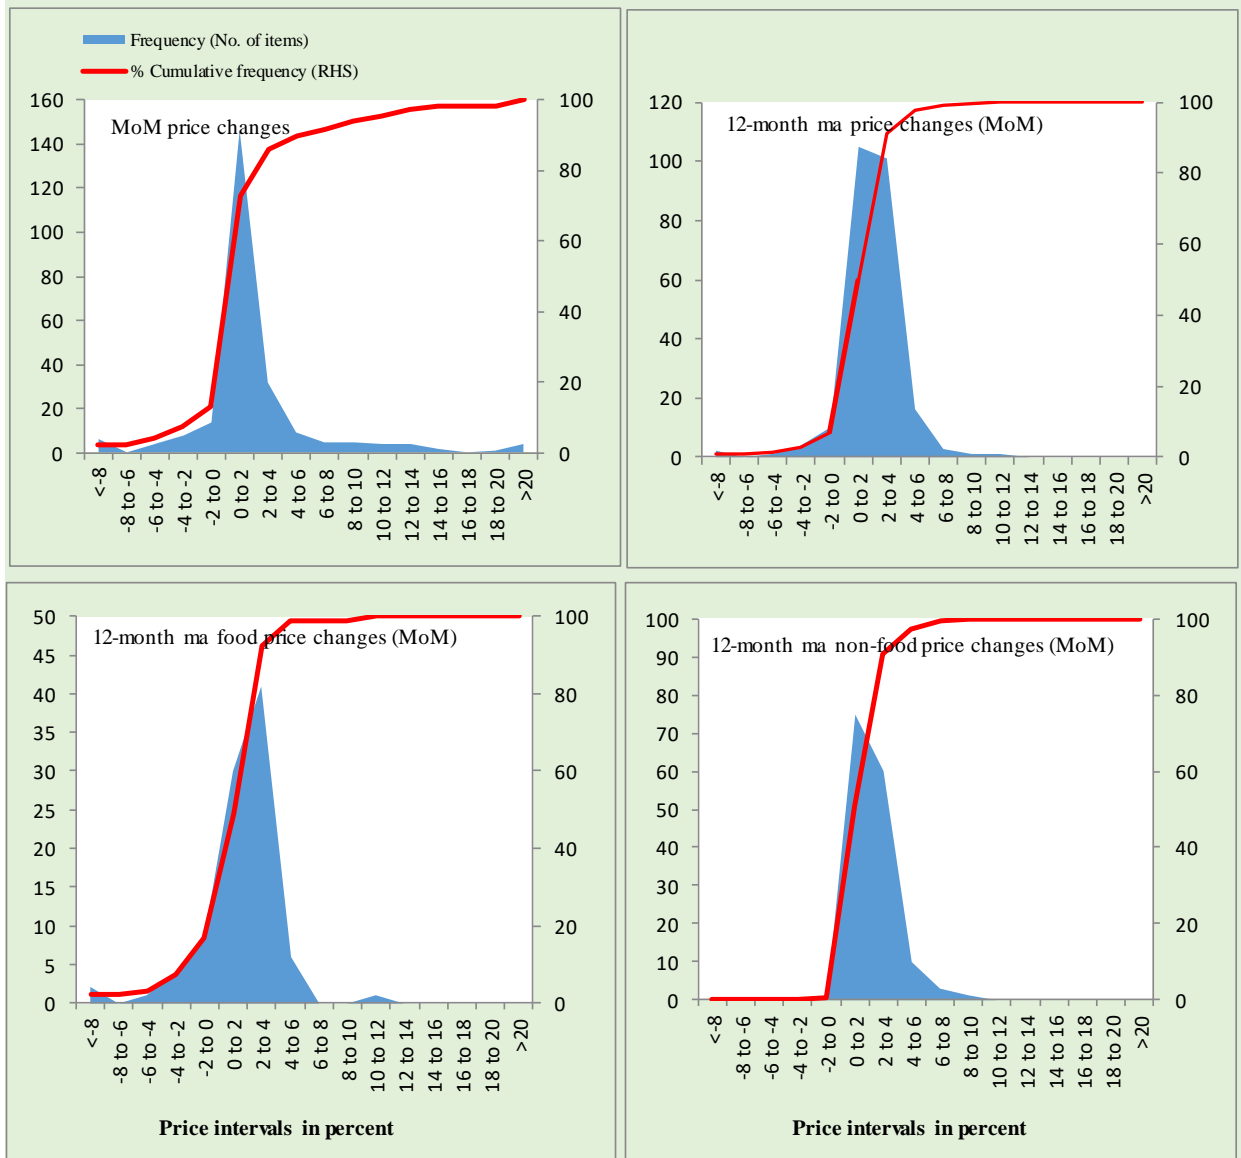 Frequency (No. of items)
% Cumulative frequency (RHS)
MoM price changes
160
140
120
100
80
60
40
20
0
100
80
60
40
20
0
<-8
-8 to -6
-6 to -4
-4 to -2
-2 to 0
0 to 2
2 to 4
4 to 6
6 to 8
8 to 10
10 to 12
12 to 14
14 to 16
16 to 18
18 to 20
>20
12-month ma price changes (MoM)
120
100
80
60
40
20
0
100
80
60
40
20
0
<-8
-8 to -6
-6 to -4
-4 to -2
-2 to 0
0 to 2
2 to 4
4 to 6
6 to 8
8 to 10
10 to 12
12 to 14
14 to 16
16 to 18
18 to 20
>20
12-month ma food price changes (MoM)
50
45
40
35
30
25
20
15
10
5
0
100
80
60
40
20
0
<-8
-8 to -6
-6 to -4
-4 to -2
-2 to 0
0 to 2
2 to 4
4 to 6
6 to 8
8 to 10
10 to 12
12 to 14
14 to 16
16 to 18
18 to 20
>20
Price intervals in percent
12-month ma non-food price changes (MoM)
100
90
80
70
60
50
40
30
20
10
0
100
80
60
40
20
0
<-8
-8 to -6
-6 to -4
-4 to -2
-2 to 0
0 to 2
2 to 4
4 to 6
6 to 8
8 to 10
10 to 12
12 to 14
14 to 16
16 to 18
18 to 20
>20
Price intervals in percent